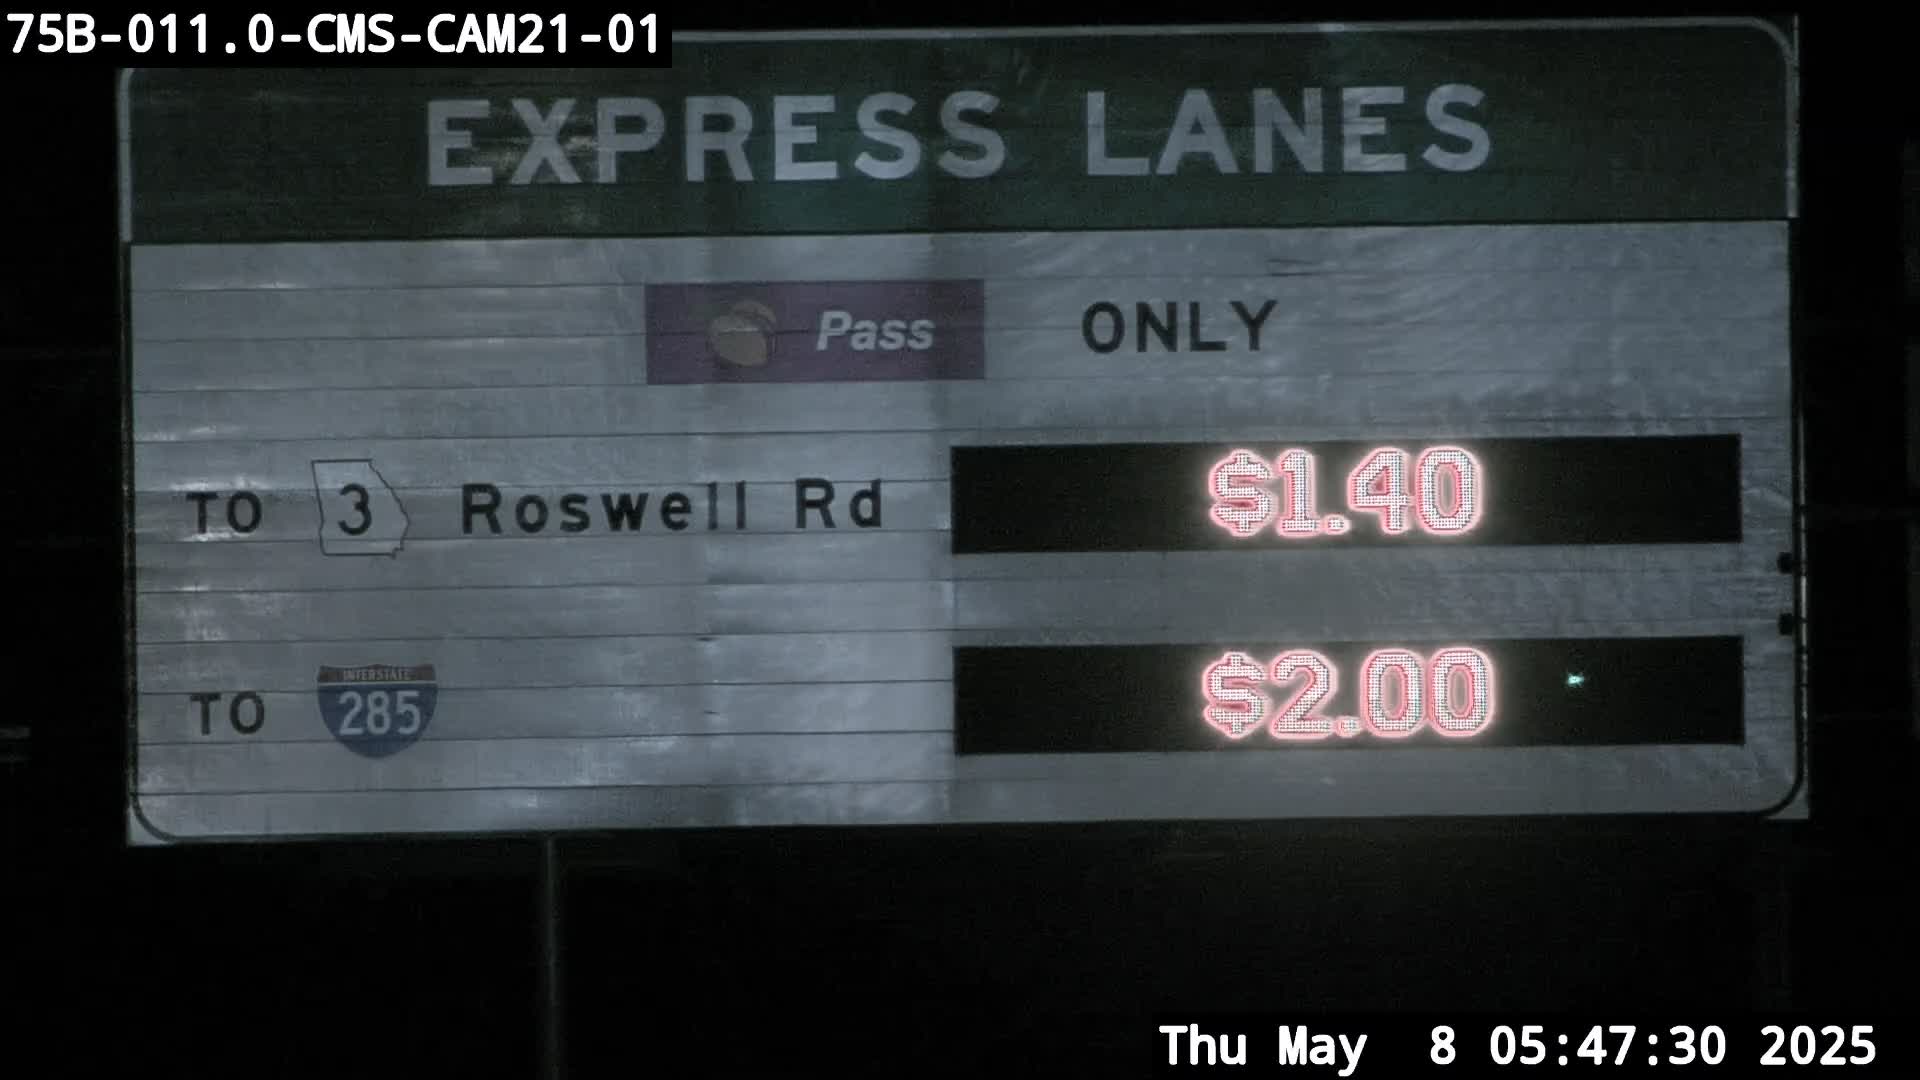 75B-011.0-CMS-CAM21-01
EXPRESS LANES
Pass ONLY
TO 3 Roswell Rd $1.40
TO INTERSTATE 285 $2.00
Thu May 8 05:47:30 2025